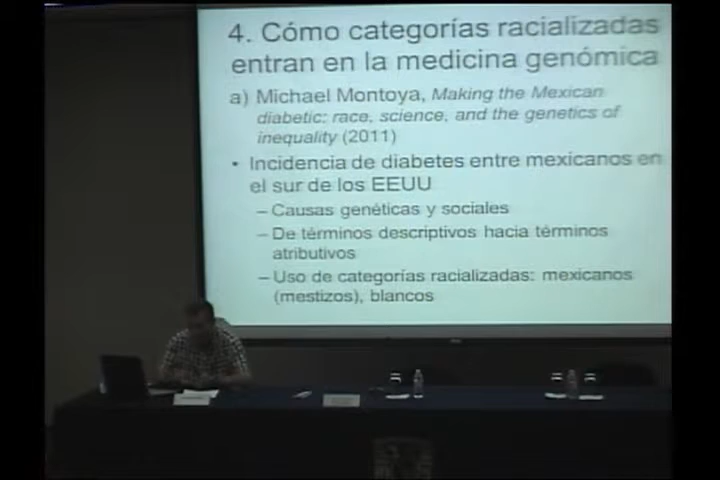 4. Cómo categorías racializadas
entran en la medicina genómica
a) Michael Montoya, Making the Mexican
diabetic: race, science, and the genetics of
inequality (2011)
• Incidencia de diabetes entre mexicanos en
el sur de los EEUU
– Causas genéticas y sociales
– De términos descriptivos hacia términos
atributivos
– Uso de categorías racializadas: mexicanos
(mestizos), blancos